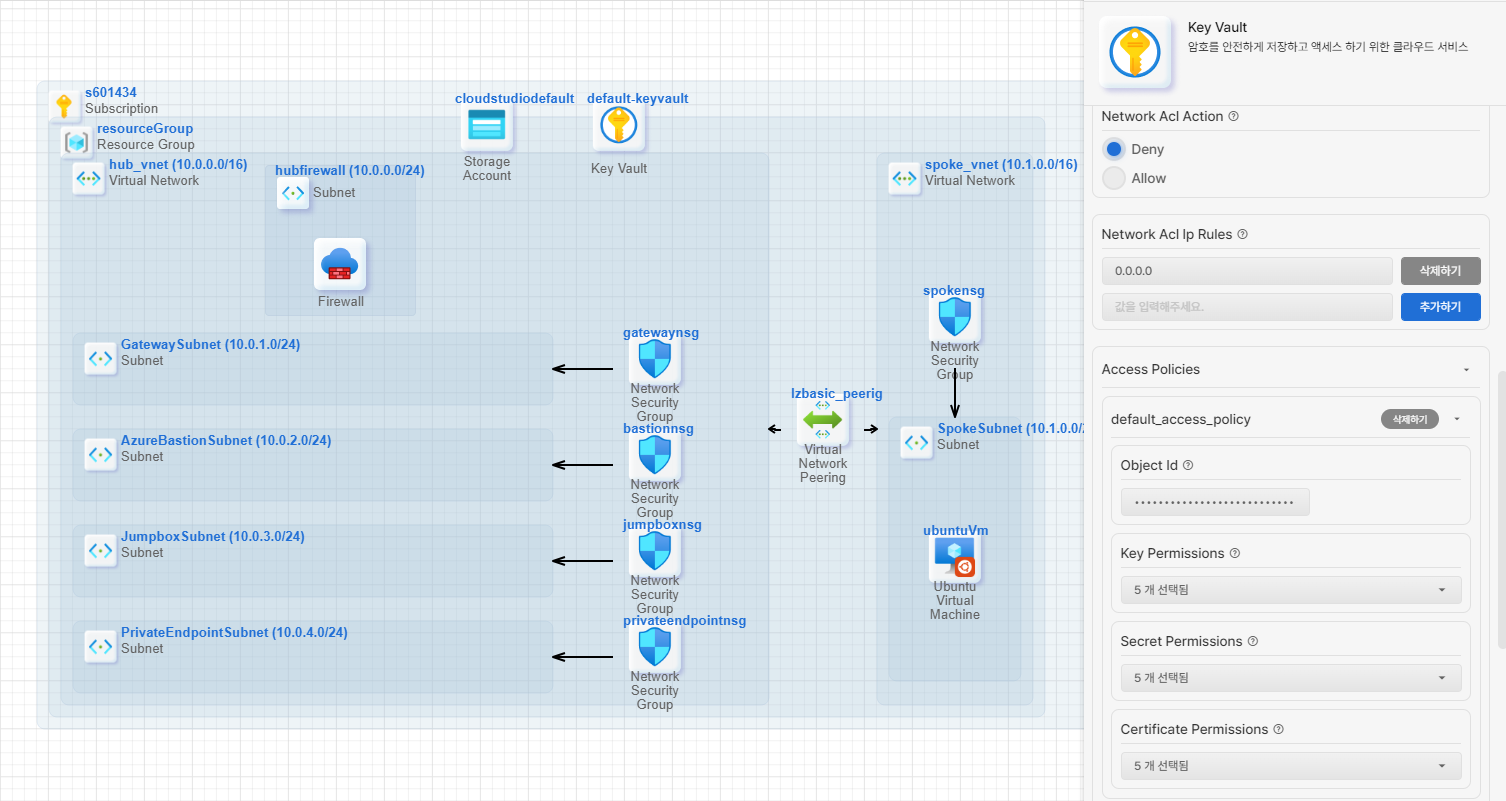 s601434
Subscription
resourceGroup
Resource Group
hub_vnet (10.0.0.0/16)
Virtual Network
hubfirewall (10.0.0.0/24)
Subnet
Firewall
cloudstudiodefault
Storage
Account
default-keyvault
Key Vault
spoke_vnet (10.1.0.0/16)
Virtual Network
GatewaySubnet (10.0.1.0/24)
Subnet
gatewaynsg
Network
Security
Group
AzureBastionSubnet (10.0.2.0/24)
Subnet
bastionnsg
Network
Security
Group
JumpboxSubnet (10.0.3.0/24)
Subnet
jumpboxnsg
Network
Security
Group
PrivateEndpointSubnet (10.0.4.0/24)
Subnet
privateendpointnsg
Network
Security
Group
lzbasic_peerig
Virtual
Network
Peering
spokensg
Network
Security
Group
SpokeSubnet (10.1.0.0/
Subnet
ubuntuVm
Ubuntu
Virtual
Machine
Key Vault
암호를 안전하게 저장하고 액세스 하기 위한 클라우드 서비스
Network Acl Action
Deny
Allow
Network Acl Ip Rules
0.0.0.0
삭제하기
값을 입력해주세요.
추가하기
Access Policies
default_access_policy
삭제하기
Object Id
Key Permissions
5 개 선택됨
Secret Permissions
5 개 선택됨
Certificate Permissions
5 개 선택됨